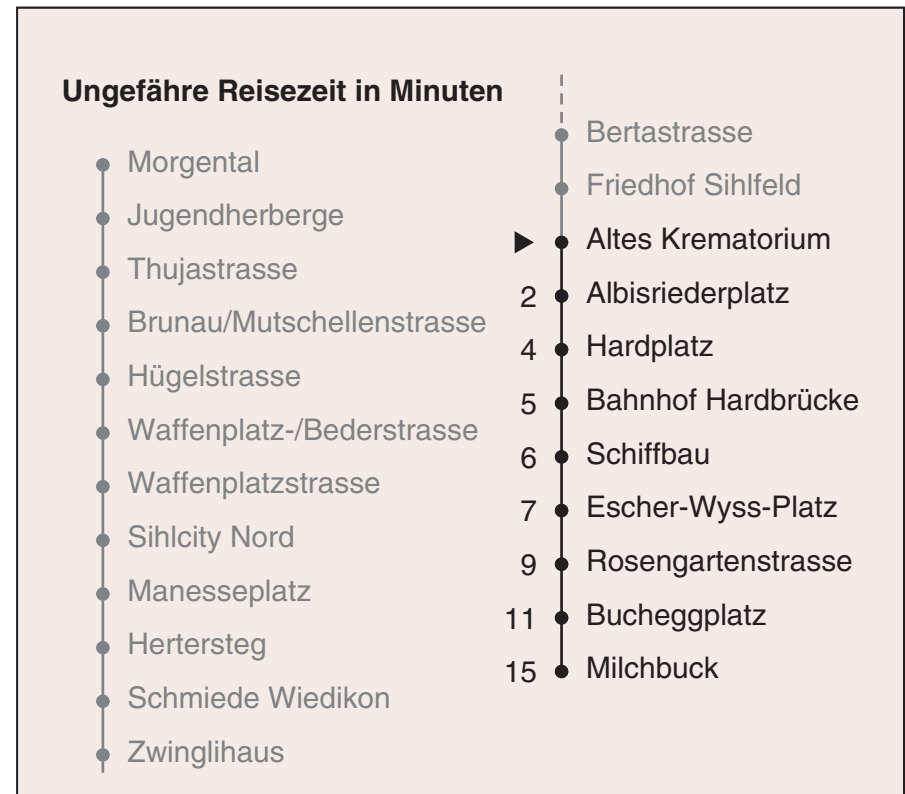 Ungefähre Reisezeit in Minuten
Morgental
Jugendherberge
Thujastrasse
Brunau/Mutschellenstrasse
Hügelstrasse
Waffenplatz-/Bederstrasse
Waffenplatzstrasse
Sihlcity Nord
Manesseplatz
Hertersteg
Schmiede Wiedikon
Zwinglihaus
Bertastrasse
Friedhof Sihlfeld
Altes Krematorium
2 Albisriederplatz
4 Hardplatz
5 Bahnhof Hardbrücke
6 Schiffbau
7 Escher-Wyss-Platz
9 Rosengartenstrasse
11 Bucheggplatz
15 Milchbuck